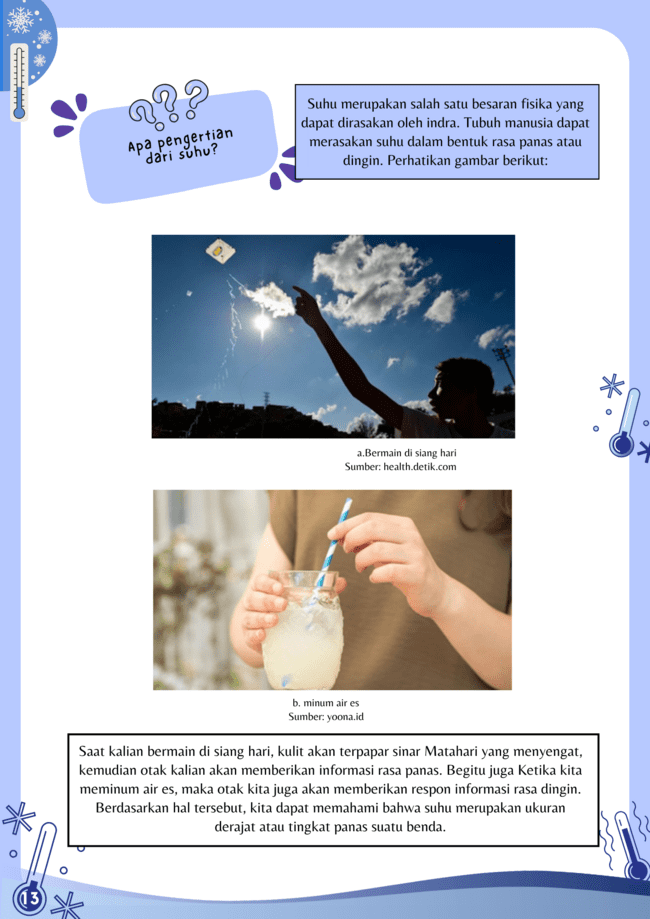 ???
Apa pengertian
dari suhu?
Suhu merupakan salah satu besaran fisika yang
dapat dirasakan oleh indra. Tubuh manusia dapat
merasakan suhu dalam bentuk rasa panas atau
dingin. Perhatikan gambar berikut:
a.Bermain di siang hari
Sumber: health.detik.com
b. minum air es
Sumber: yoona.id
Saat kalian bermain di siang hari, kulit akan terpapar sinar Matahari yang menyengat,
kemudian otak kalian akan memberikan informasi rasa panas. Begitu juga Ketika kita
meminum air es, maka otak kita juga akan memberikan respon informasi rasa dingin.
Berdasarkan hal tersebut, kita dapat memahami bahwa suhu merupakan ukuran
derajat atau tingkat panas suatu benda.
13